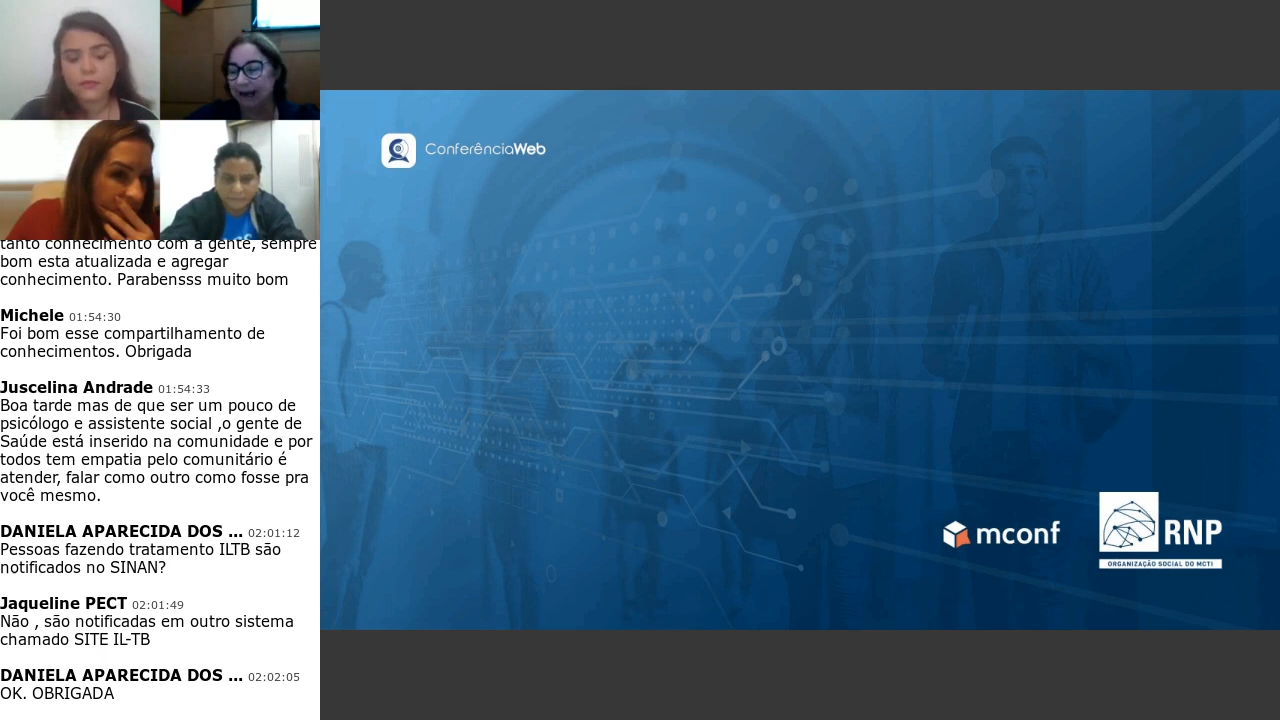 tanto conhecimento com a gente, sempre
bom esta atualizada e agregar
conhecimento. Parabensss muito bom
Michele 01:54:30
Foi bom esse compartilhamento de
conhecimentos. Obrigada
Juscelina Andrade 01:54:33
Boa tarde mas de que ser um pouco de
psicólogo e assistente social ,o gente de
Saúde está inserido na comunidade e por
todos tem empatia pelo comunitário é
atender, falar como outro como fosse pra
você mesmo.
DANIELA APARECIDA DOS ... 02:01:12
Pessoas fazendo tratamento ILTB são
notificados no SINAN?
Jaqueline PECT 02:01:49
Não , são notificadas em outro sistema
chamado SITE IL-TB
DANIELA APARECIDA DOS ... 02:02:05
OK. OBRIGADA
ConferênciaWeb
mconf
RNP
ORGANIZAÇÃO SOCIAL DO MCTI